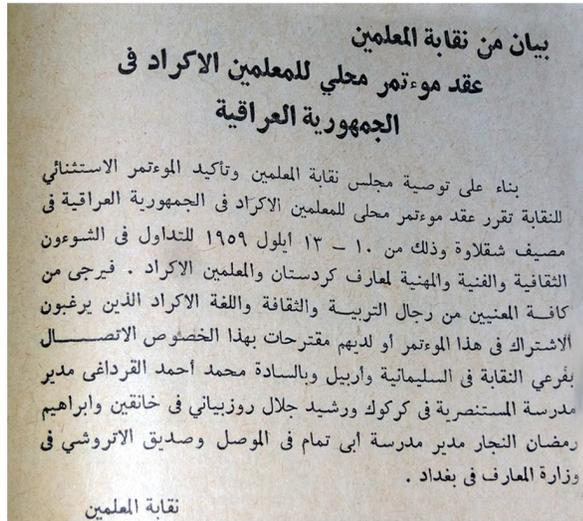 بيان من نقابة المعلمين
عقد موءتمر محلي للمعلمين الاكراد فى
الجمهورية العراقية
بناء على توصية مجلس نقابة المعلمين وتأكيد الموءتمر الاستثنائي
للنقابة تقرر عقد موءتمر محلى للمعلمين الاكراد فى الجمهورية العراقية فى
مصيف شقلاوة وذلك من ١٠ – ١٣ ايلول ١٩٥٩ للتداول فى الشوءون
الثقافية والفنية والمهنية لمعارف كردستان والمعلمين الاكراد . فيرجى من
كافة المعنيين من رجال التربية والثقافة واللغة الاكراد الذين يرغبون
الاشتراك فى هذا الموءتمر أو لديهم مقترحات بهذا الخصوص الاتصال
بفرعي النقابة فى السليمانية واربيل وبالسادة محمد أحمد القرداغى مدير
مدرسة المستنصرية فى كركوك ورشيد جلال روزبياني فى خانقين وابراهيم
رمضان النجار مدير مدرسة ابى تمام فى الموصل وصديق الاتروشي فى
وزارة المعارف فى بغداد .
نقابة المعلمين